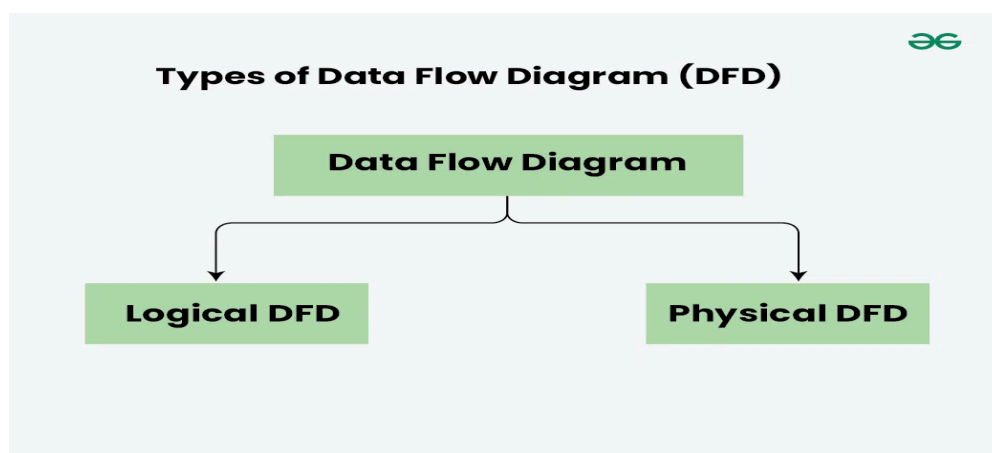 Types of Data Flow Diagram (DFD)
Data Flow Diagram
Logical DFD
Physical DFD